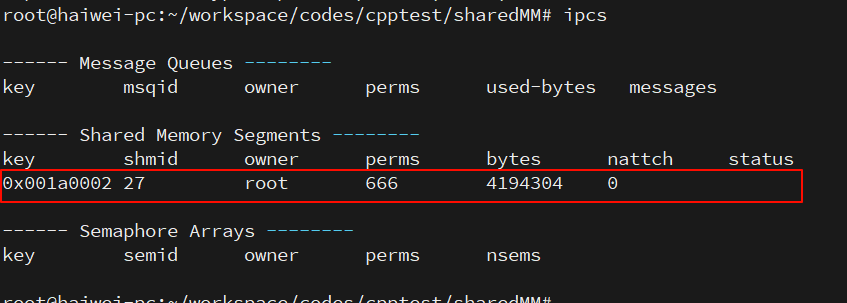 root@haiwei-pc:~/workspace/codes/cpptest/sharedMM# ipcs
------ Message Queues --------
key msqid owner perms used-bytes messages
------ Shared Memory Segments --------
key shmid owner perms bytes nattch status
0x001a0002 27 root 666 4194304 0
------ Semaphore Arrays --------
key semid owner perms nsems
root@haiwei-pc:~/workspace/codes/cpptest/sharedMM#